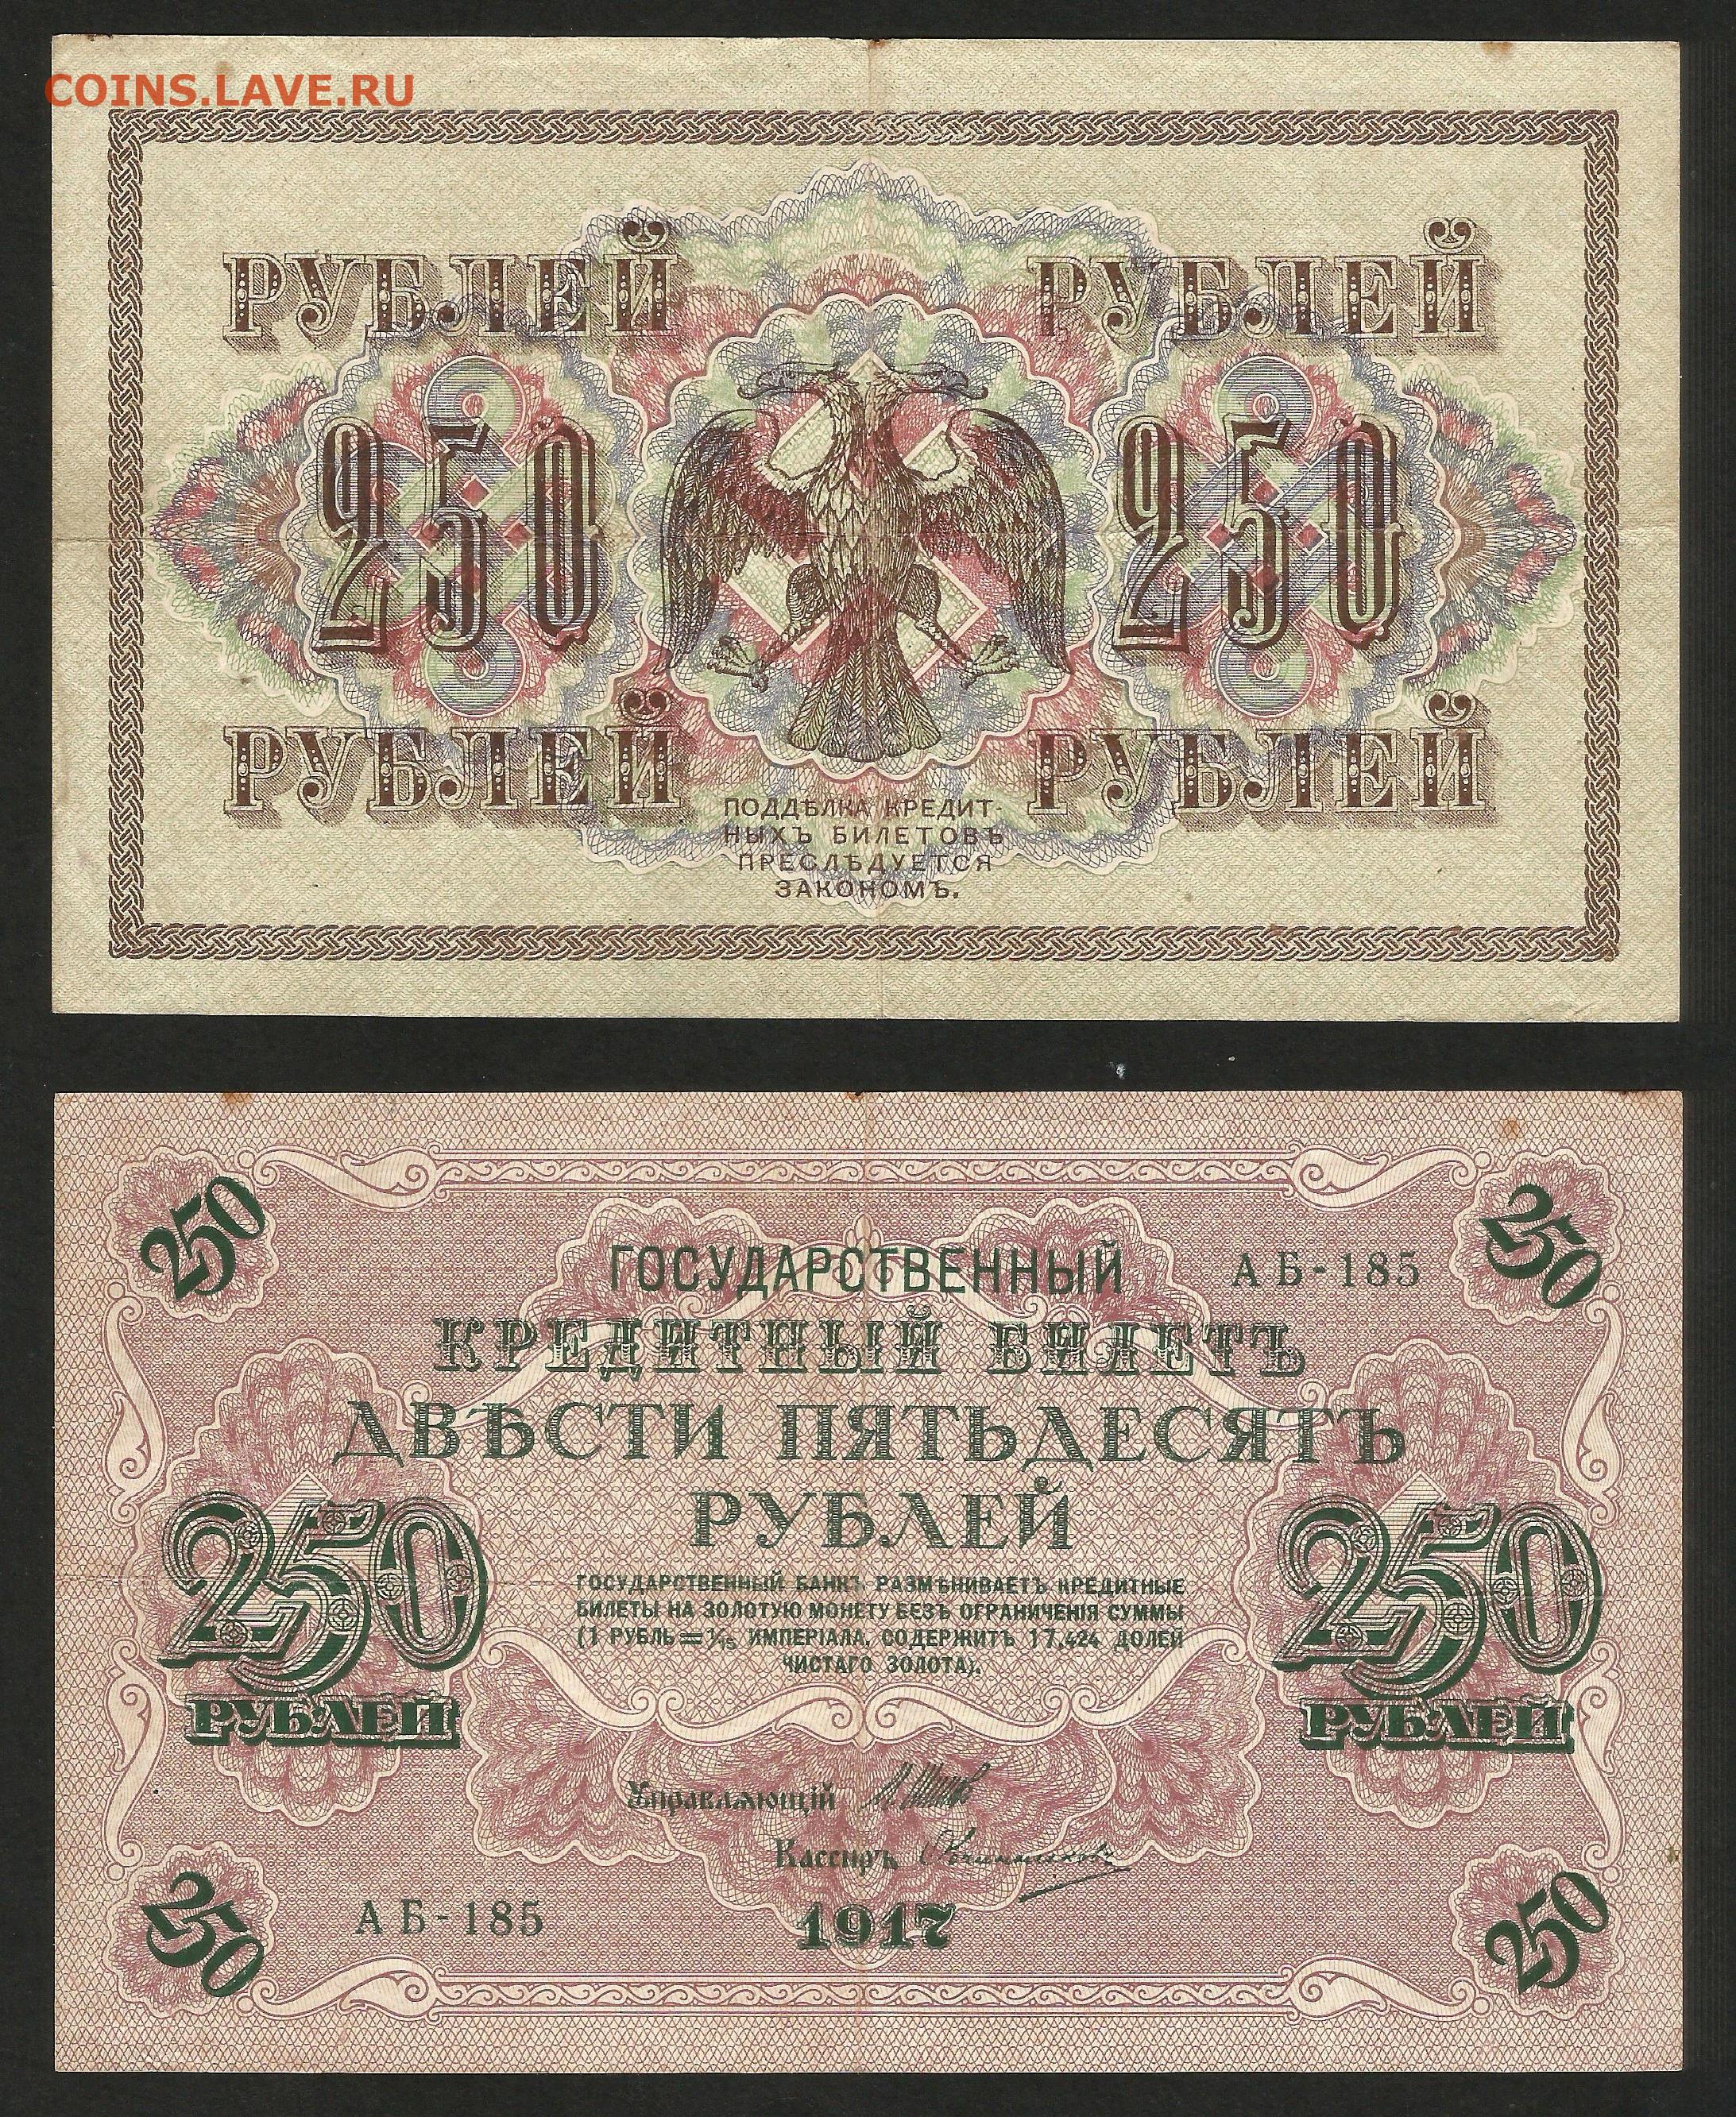 COINS.LAVE.RU
РУБЛЕЙ РУБЛЕЙ
250 250
РУБЛЕЙ РУБЛЕЙ
ПОДДѢЛКА КРЕДИТ-
НЫХЪ БИЛЕТОВЪ
ПРЕСЛѢДУЕТСЯ
ЗАКОНОМЪ.
250 250
ГОСУДАРСТВЕННЫЙ АБ-185
КРЕДИТНЫЙ БИЛЕТЪ
ДВѢСТИ ПЯТЬДЕСЯТЪ
РУБЛЕЙ
250 250
РУБЛЕЙ РУБЛЕЙ
ГОСУДАРСТВЕННЫЙ БАНКЪ РАЗМѢНИВАЕТЪ КРЕДИТНЫЕ
БИЛЕТЫ НА ЗОЛОТУЮ МОНЕТУ БЕЗЪ ОГРАНИЧЕНІЯ СУММЫ
(1 РУБЛЬ=1/15 ИМПЕРІАЛА, СОДЕРЖИТЪ 17,424 ДОЛЕЙ
ЧИСТАГО ЗОЛОТА).
Управляющій
Кассиръ
АБ-185 1917
250 250